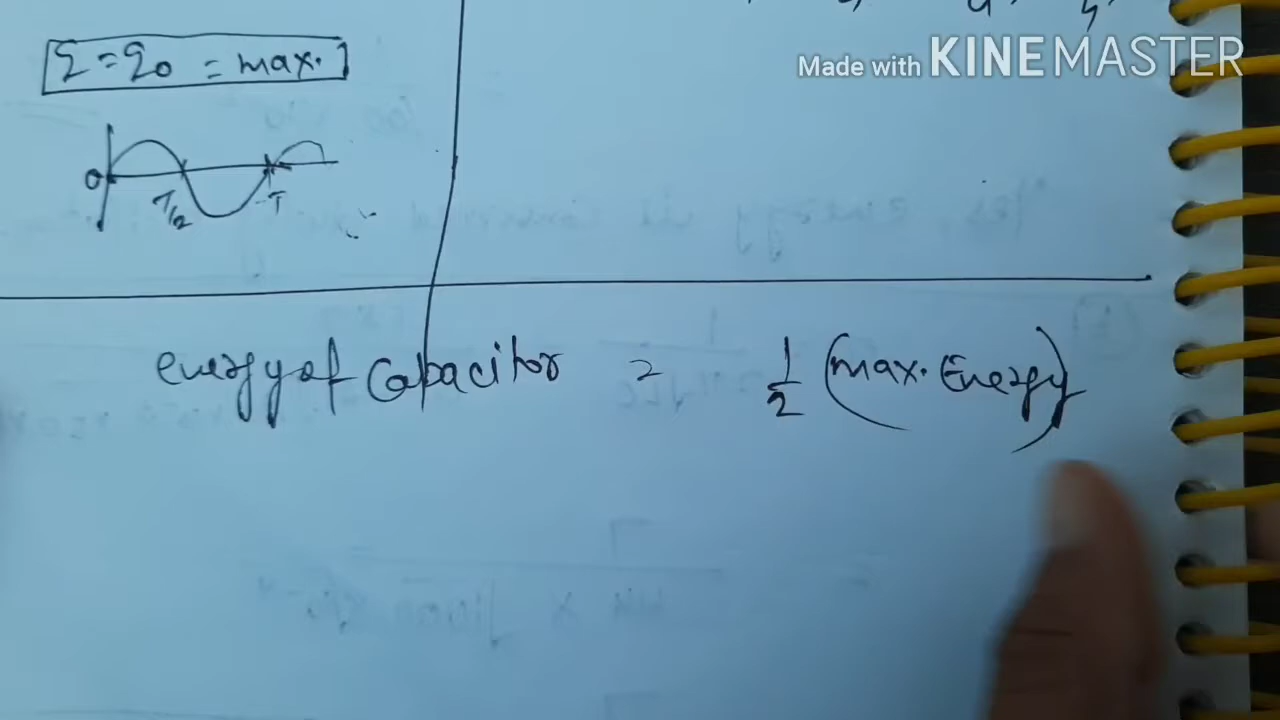 Made with KINEMASTER
q = q0 = max.
0
T/2
T
energy of Capacitor = 1/2 (max. Energy)